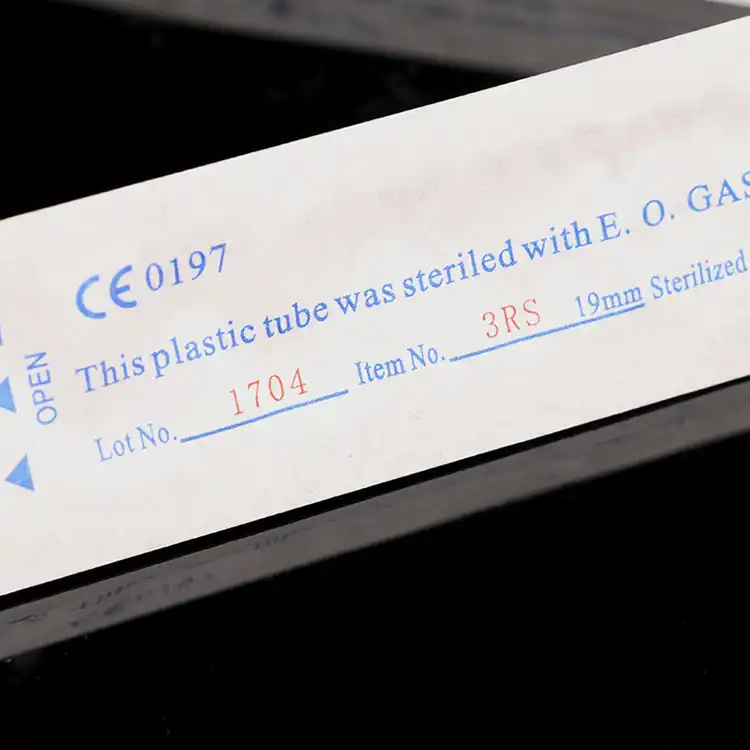 CE 0197
This plastic tube was steriled with E. O. GAS
Lot No. 1704 Item No. 3RS 19mm Sterilized
OPEN